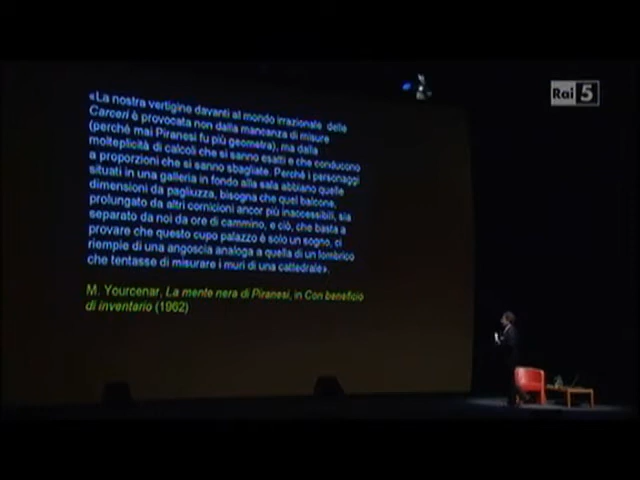 «La nostra vertigine davanti al mondo irrazionale delle
Carceri è provocata non dalla mancanza di misure
(perché mai Piranesi fu più geometra), ma dalla
molteplicità di calcoli che si sanno esatti e che conducono
a proporzioni che si sanno sbagliate. Perché i personaggi
situati in una galleria in fondo alla sala abbiano quelle
dimensioni da pagliuzza, bisogna che quel balcone,
prolungato da altri cornicioni ancor più inaccessibili, sia
separato da noi da ore di cammino, e ciò, che basta a
provare che questo cupo palazzo è solo un sogno, ci
riempie di una angoscia analoga a quella di un lombrico
che tentasse di misurare i muri di una cattedrale».
M. Yourcenar, La mente nera di Piranesi, in Con beneficio
di inventario (1962)
Rai 5